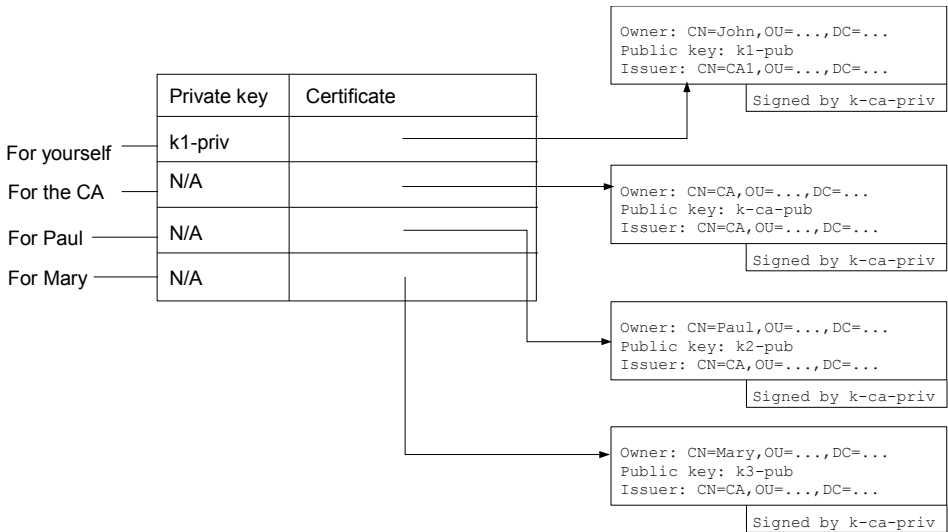 Owner: CN=John,OU=...,DC=...
Public key: k1-pub
Issuer: CN=CA1,OU=...,DC=...
Signed by k-ca-priv
Private key
Certificate
For yourself
k1-priv
For the CA
N/A
Owner: CN=CA,OU=...,DC=...
Public key: k-ca-pub
Issuer: CN=CA,OU=...,DC=...
Signed by k-ca-priv
For Paul
N/A
For Mary
N/A
Owner: CN=Paul,OU=...,DC=...
Public key: k2-pub
Issuer: CN=CA,OU=...,DC=...
Signed by k-ca-priv
Owner: CN=Mary,OU=...,DC=...
Public key: k3-pub
Issuer: CN=CA,OU=...,DC=...
Signed by k-ca-priv